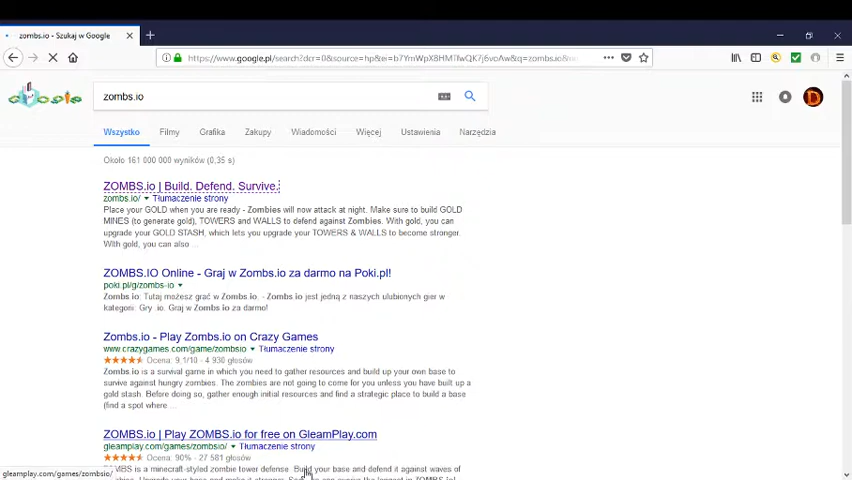 zombs.io - Szukaj w Google
https://www.google.pl/search?dcr=0&source=hp&ei=
zombs.io
Wszystko Filmy Grafika Zakupy Wiadomości Więcej Ustawienia Narzędzia
Około 161 000 000 wyników (0,35 s)
ZOMBS.io | Build. Defend. Survive.
zombs.io/ Tłumaczenie strony
Place your GOLD when you are ready - Zombies will now attack at night. Make sure to build GOLD
MINES (to generate gold), TOWERS and WALLS to defend against Zombies. With gold, you can
upgrade your GOLD STASH, which lets you upgrade your TOWERS & WALLS to become stronger.
With gold, you can also ...
ZOMBS.IO Online - Graj w Zombs.io za darmo na Poki.pl!
poki.pl/g/zombs-io
Zombs.io: Tutaj możesz grać w Zombs.io. - Zombs.io jest jedną z naszych ulubionych gier w
kategorii. Gry .io. Graj w Zombs.io za darmo!
Zombs.io - Play Zombs.io on Crazy Games
www.crazygames.com/game/zombsio Tłumaczenie strony
Ocena: 9,1/10 - 4 930 głosów
Zombs.io is a survival game in which you need to gather resources and build up your own base to
survive against hungry zombies. The zombies are not going to come for you unless you have built up a
gold stash. Before doing so, gather enough initial resources and find a strategic place to build a base
(find a spot where...
ZOMBS.io | Play ZOMBS.io for free on GleamPlay.com
gleamplay.com/games/zombsio/ Tłumaczenie strony
Ocena: 90% - 27 581 głosów
ZOMBS is a minecraft-styled zombie tower defense. Build your base and defend it against waves of
gleamplay.com/games/zombsio/